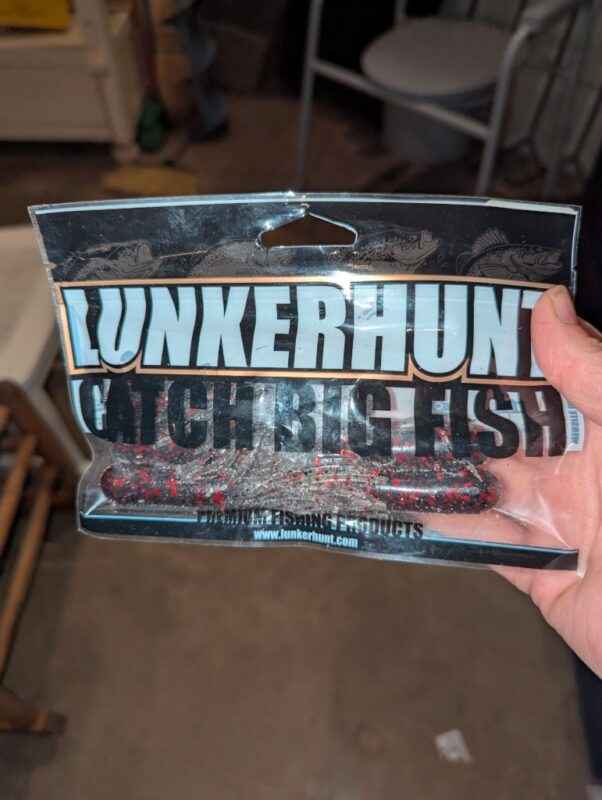 LUNKERHUNT
CATCH BIG FISH
PREMIUM FISHING PRODUCTS
www.lunkerhunt.com